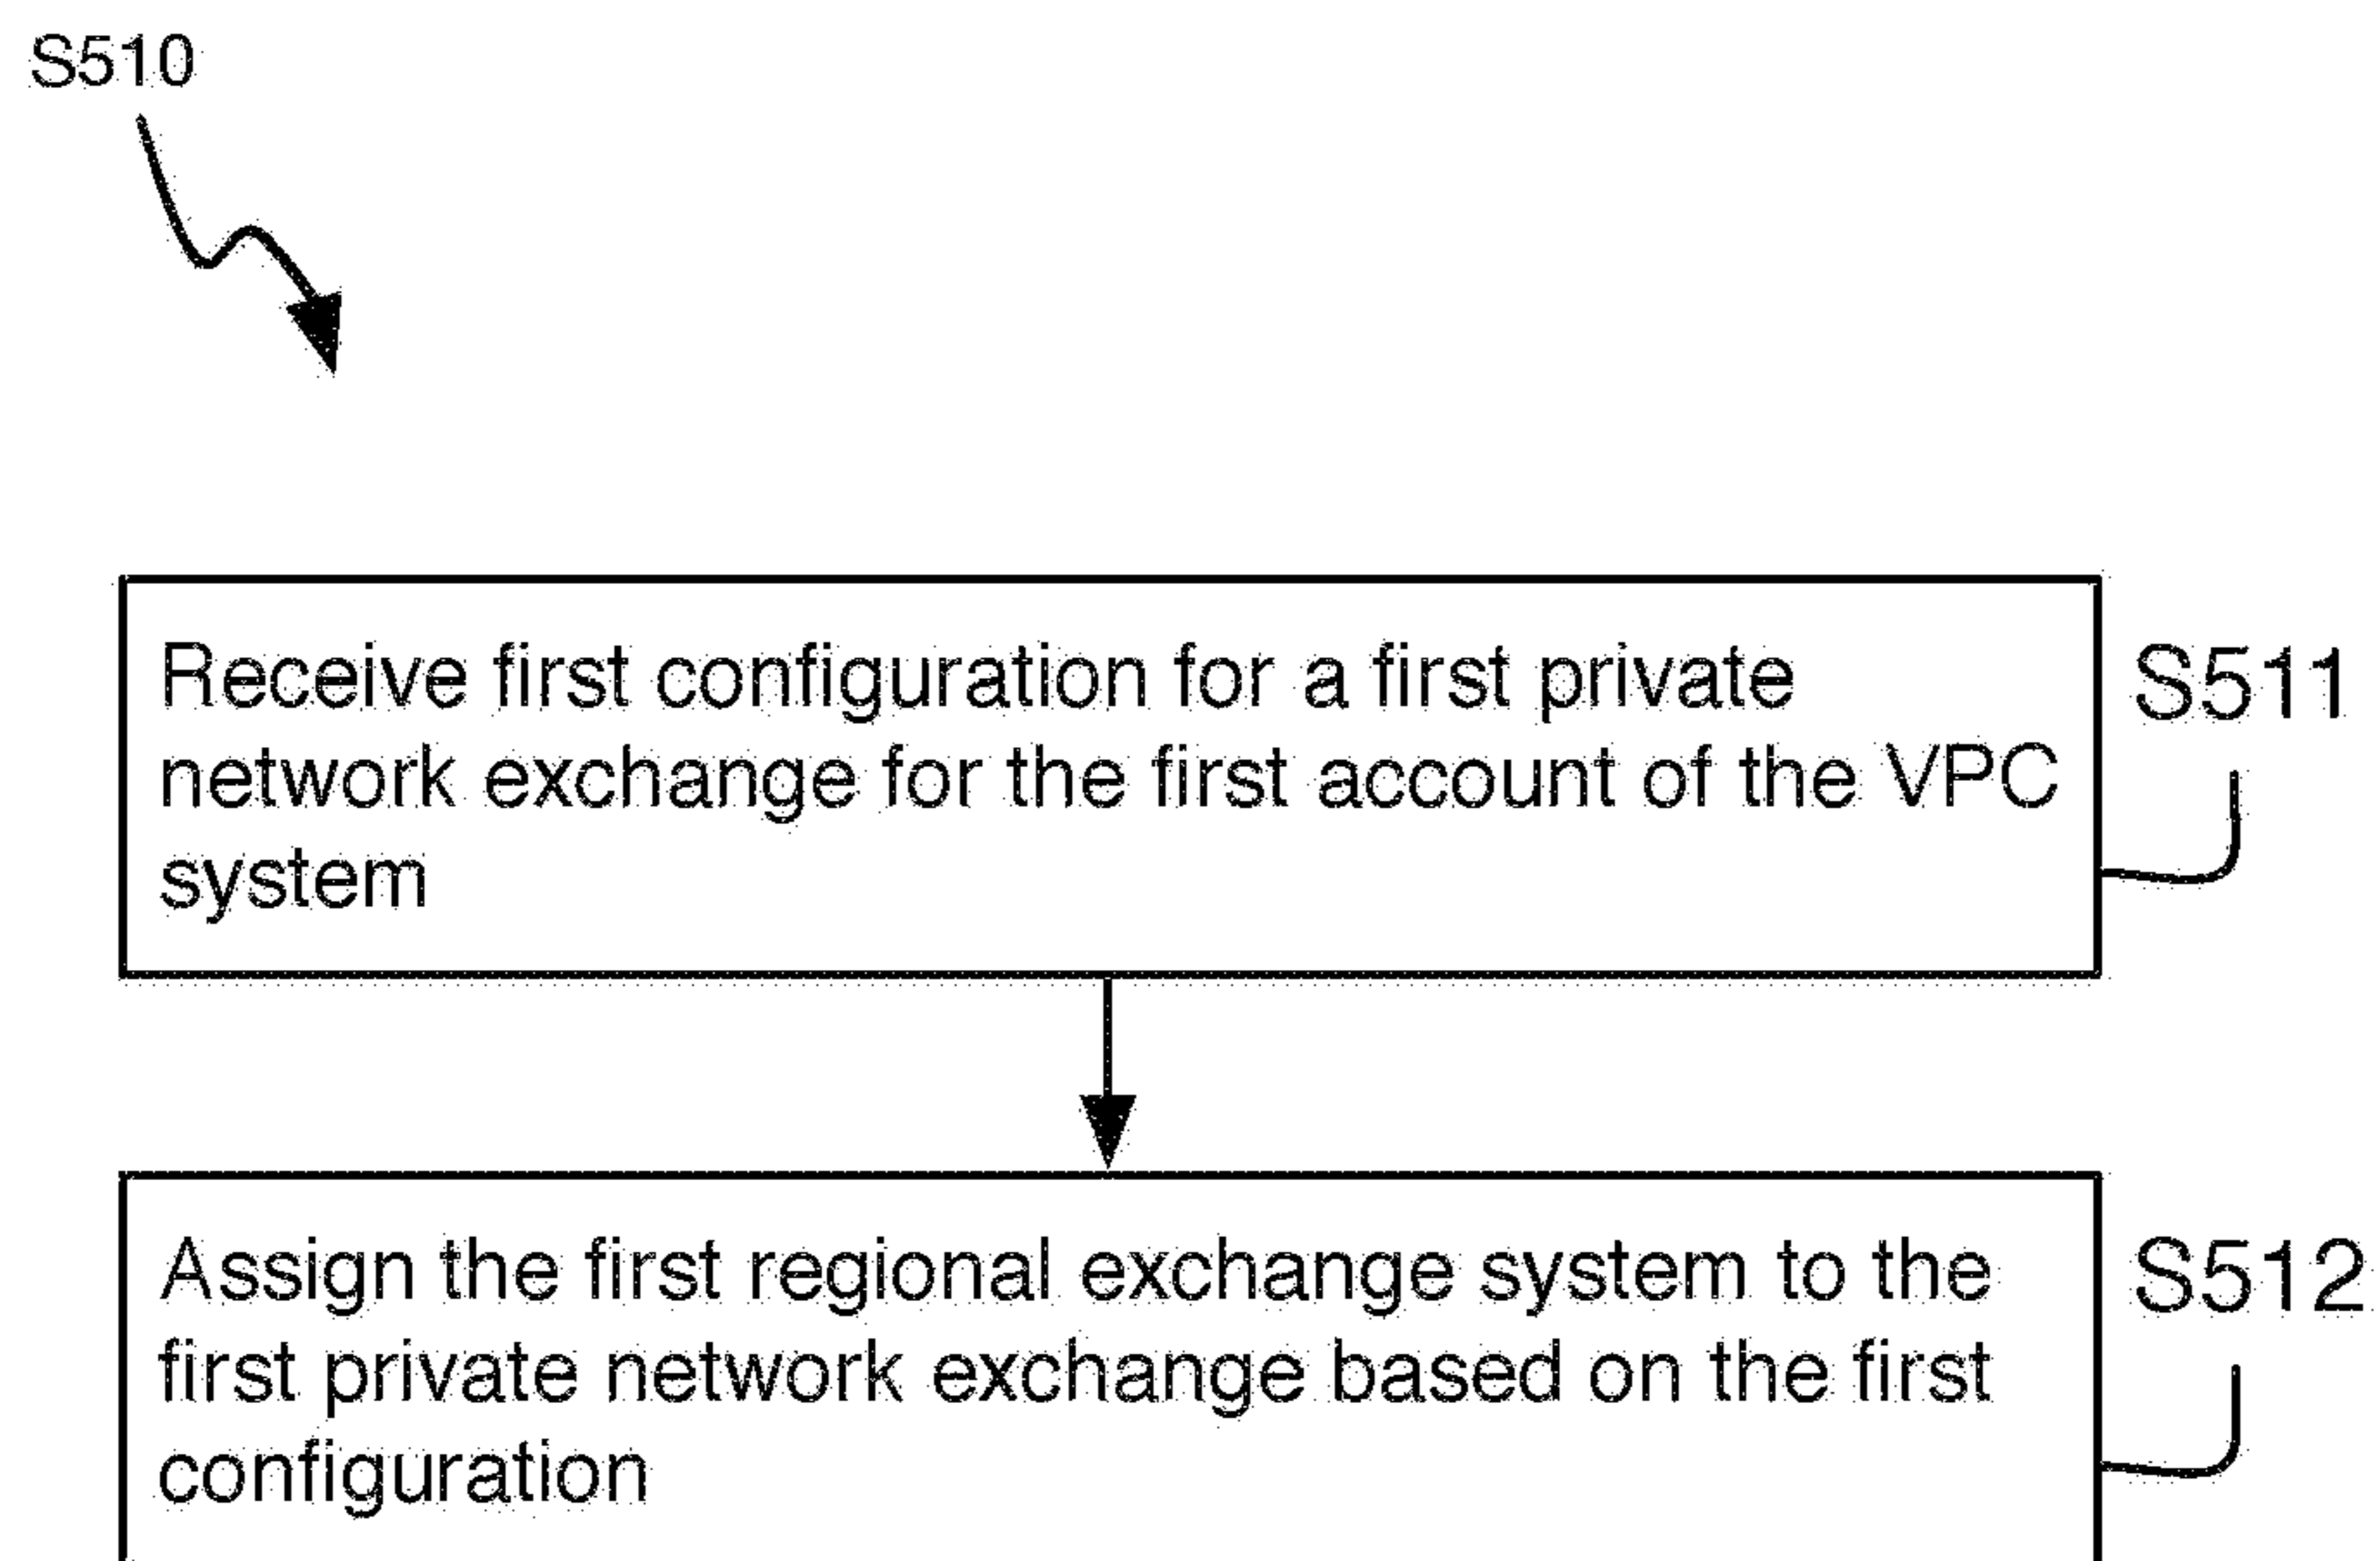 S510
Receive first configuration for a first private
network exchange for the first account of the VPC
system
S511
Assign the first regional exchange system to the
first private network exchange based on the first
configuration
S512